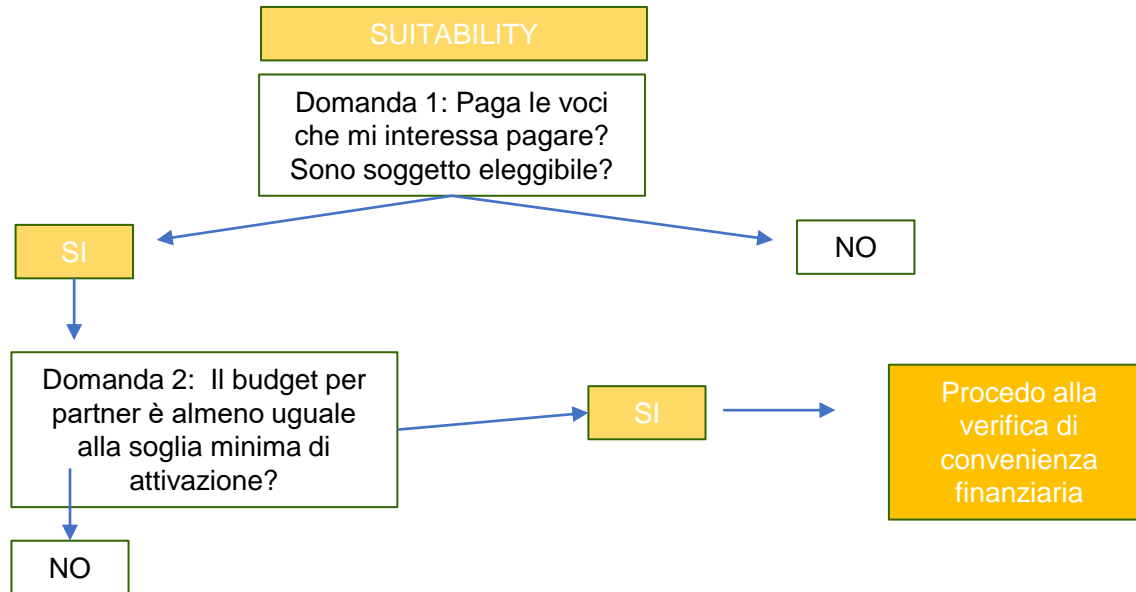 SUITABILITY
Domanda 1: Paga le voci
che mi interessa pagare?
Sono soggetto eleggibile?
SI
NO
Domanda 2:  Il budget per
partner è almeno uguale
alla soglia minima di
attivazione?
SI
Procedo alla
verifica di
convenienza
finanziaria
NO